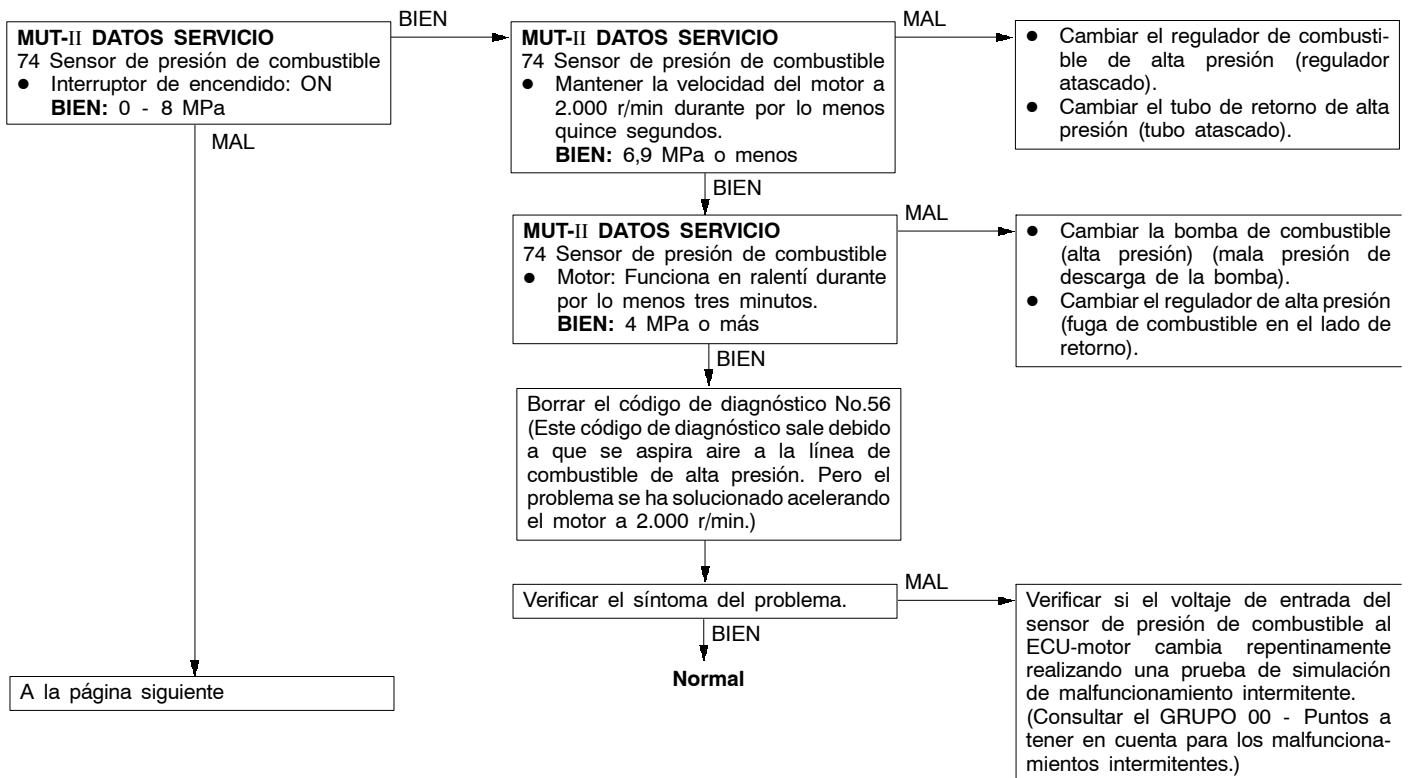 MUT-II DATOS SERVICIO
74 Sensor de presión de combustible
● Interruptor de encendido: ON
BIEN: 0 - 8 MPa
BIEN
MAL
MUT-II DATOS SERVICIO
74 Sensor de presión de combustible
● Mantener la velocidad del motor a
2.000 r/min durante por lo menos
quince segundos.
BIEN: 6,9 MPa o menos
MAL
● Cambiar el regulador de combusti-
ble de alta presión (regulador
atascado).
● Cambiar el tubo de retorno de alta
presión (tubo atascado).
BIEN
MUT-II DATOS SERVICIO
74 Sensor de presión de combustible
● Motor: Funciona en ralentí durante
por lo menos tres minutos.
BIEN: 4 MPa o más
MAL
● Cambiar la bomba de combustible
(alta presión) (mala presión de
descarga de la bomba).
● Cambiar el regulador de alta presión
(fuga de combustible en el lado de
retorno).
BIEN
Borrar el código de diagnóstico No.56
(Este código de diagnóstico sale debido
a que se aspira aire a la línea de
combustible de alta presión. Pero el
problema se ha solucionado acelerando
el motor a 2.000 r/min.)
Verificar el síntoma del problema.
MAL
Verificar si el voltaje de entrada del
sensor de presión de combustible al
ECU-motor cambia repentinamente
realizando una prueba de simulación
de malfuncionamiento intermitente.
(Consultar el GRUPO 00 - Puntos a
tener en cuenta para los malfunciona-
mientos intermitentes.)
BIEN
Normal
A la página siguiente